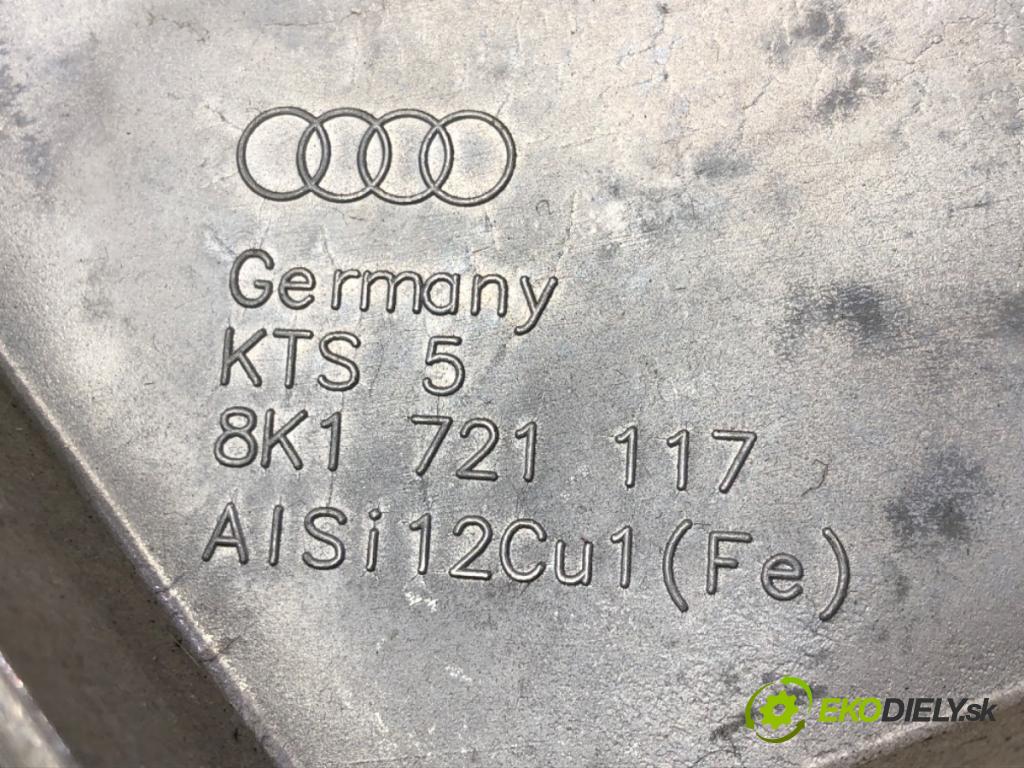 Germany
KTS 5
8K1 721 117
AlSi12Cu1(Fe)
EKODIELY.sk